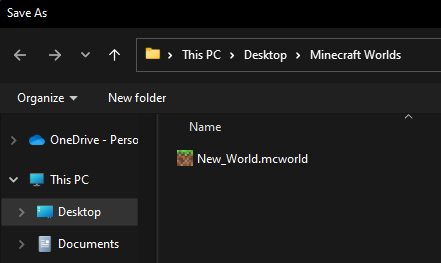 Save As
This PC > Desktop > Minecraft Worlds
Organize New folder
Name
OneDrive - Perso
New_World.mcworld
This PC
Desktop
Documents